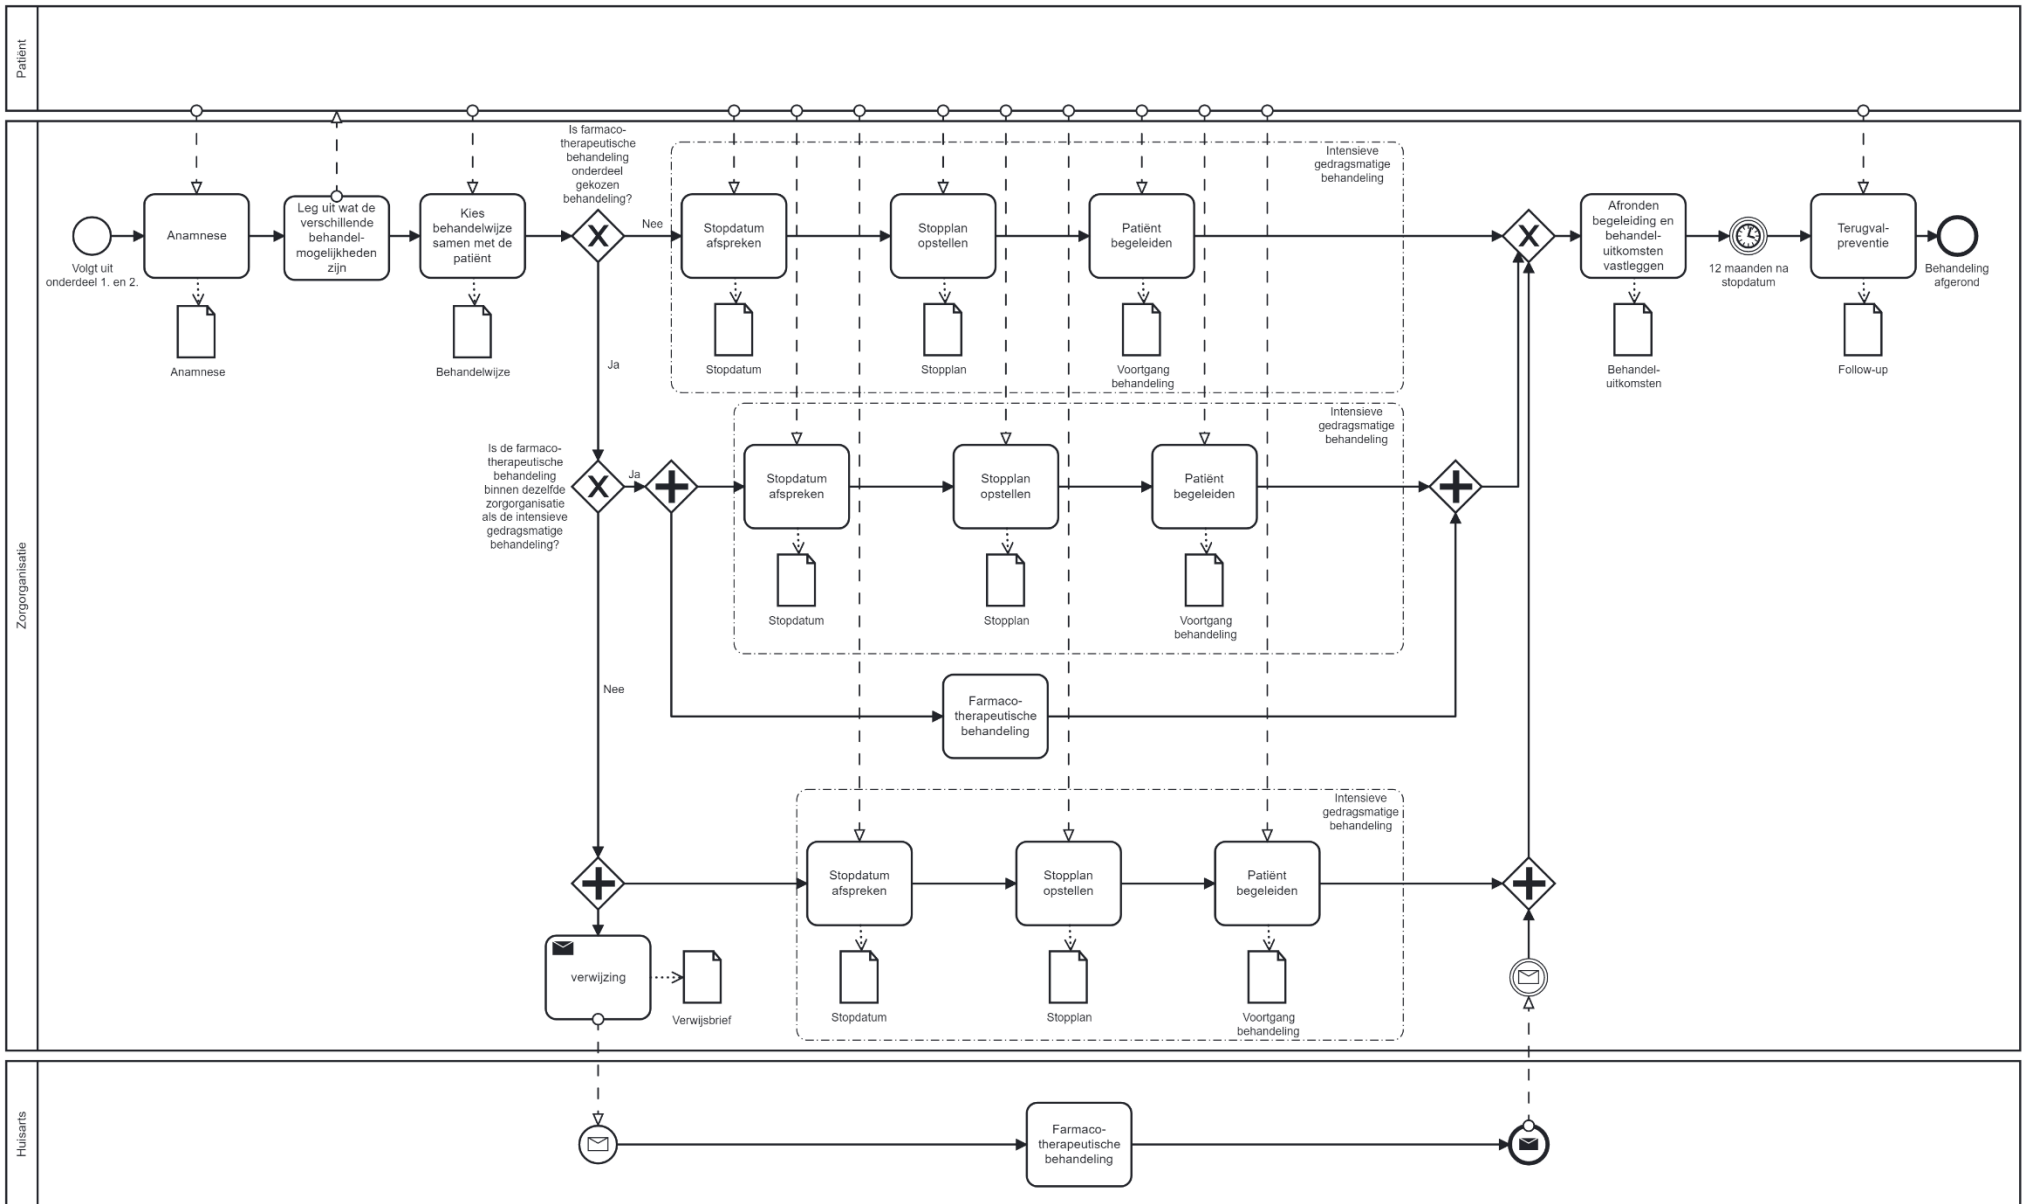 Patiënt
Zorgorganisatie
Volgt uit
onderdeel 1. en 2.
Anamnese
Anamnese
Leg uit wat de
verschillende
behandel-
mogelijkheden
zijn
Kies
behandelwijze
samen met de
patiënt
Behandelwijze
Is farmaco-
therapeutische
behandeling
onderdeel
gekozen
behandeling?
Nee
Ja
Intensieve
gedragsmatige
behandeling
Stopdatum
afspreken
Stopdatum
Stopplan
opstellen
Stopplan
Patiënt
begeleiden
Voortgang
behandeling
Afronden
begeleiding en
behandel-
uitkomsten
vastleggen
Behandel-
uitkomsten
12 maanden na
stopdatum
Terugval-
preventie
Follow-up
Behandeling
afgerond
Is de farmaco-
therapeutische
behandeling
binnen dezelfde
zorgorganisatie
als de intensieve
gedragsmatige
behandeling?
Ja
Nee
Intensieve
gedragsmatige
behandeling
Stopdatum
afspreken
Stopdatum
Stopplan
opstellen
Stopplan
Patiënt
begeleiden
Voortgang
behandeling
Farmaco-
therapeutische
behandeling
Intensieve
gedragsmatige
behandeling
Stopdatum
afspreken
Stopdatum
Stopplan
opstellen
Stopplan
Patiënt
begeleiden
Voortgang
behandeling
verwijzing
Verwijsbrief
Huisarts
Farmaco-
therapeutische
behandeling